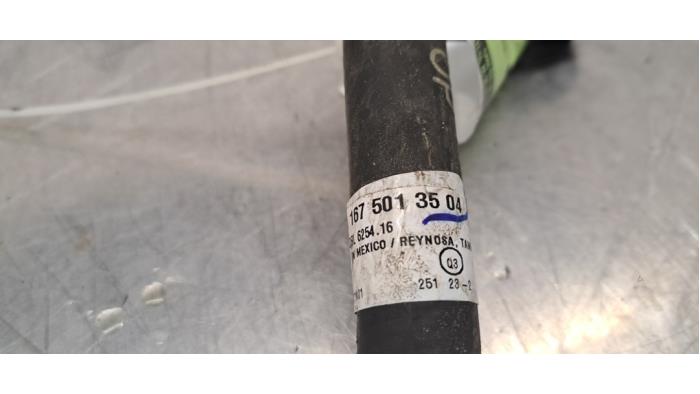 167 501 35 04
6254.16
MEXICO / REYNOSA, TAM
Q3
251 23-2